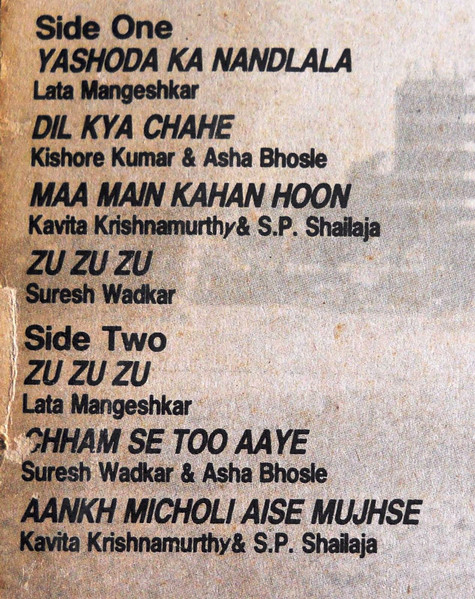 Side One
YASHODA KA NANDLALA
Lata Mangeshkar
DIL KYA CHAHE
Kishore Kumar & Asha Bhosle
MAA MAIN KAHAN HOON
Kavita Krishnamurthy & S.P. Shailaja
ZU ZU ZU
Suresh Wadkar
Side Two
ZU ZU ZU
Lata Mangeshkar
CHHAM SE TOO AAYE
Suresh Wadkar & Asha Bhosle
AANKH MICHOLI AISE MUJHSE
Kavita Krishnamurthy & S.P. Shailaja